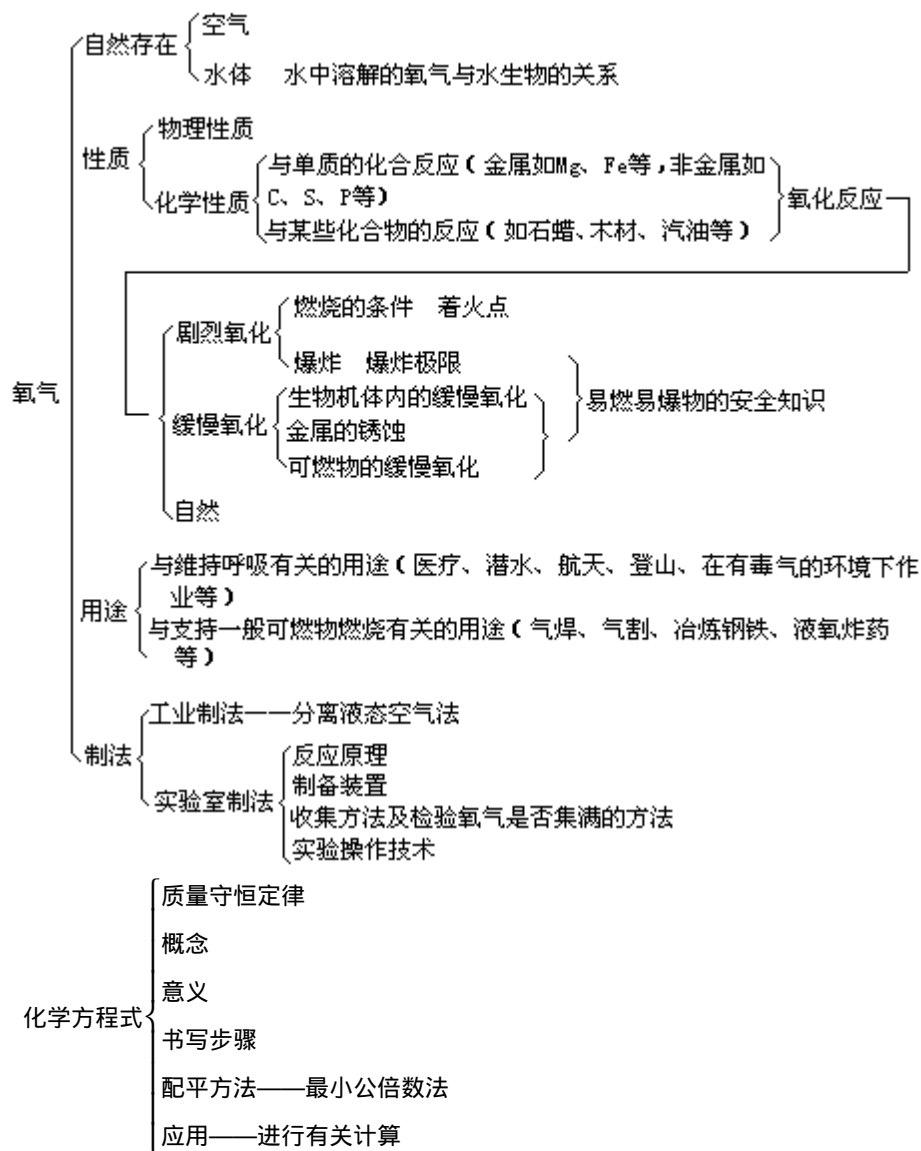 空气
自然存在
水体 水中溶解的氧气与水生物的关系
物理性质
性质
与单质的化合反应（金属如Mg、Fe等，非金属如
C、S、P等）
化学性质
氧化反应
与某些化合物的反应（如石蜡、木材、汽油等）
燃烧的条件 着火点
剧烈氧化
爆炸 爆炸极限
氧气
生物机体内的缓慢氧化
易燃易爆物的安全知识
缓慢氧化
金属的锈蚀
可燃物的缓慢氧化
自然
与维持呼吸有关的用途（医疗、潜水、航天、登山、在有毒气的环境下作
业等）
用途
与支持一般可燃物燃烧有关的用途（气焊、气割、冶炼钢铁、液氧炸药
等）
工业制法——分离液态空气法
制法
反应原理
制备装置
实验室制法
收集方法及检验氧气是否集满的方法
实验操作技术
质量守恒定律
概念
意义
化学方程式
书写步骤
配平方法——最小公倍数法
应用——进行有关计算